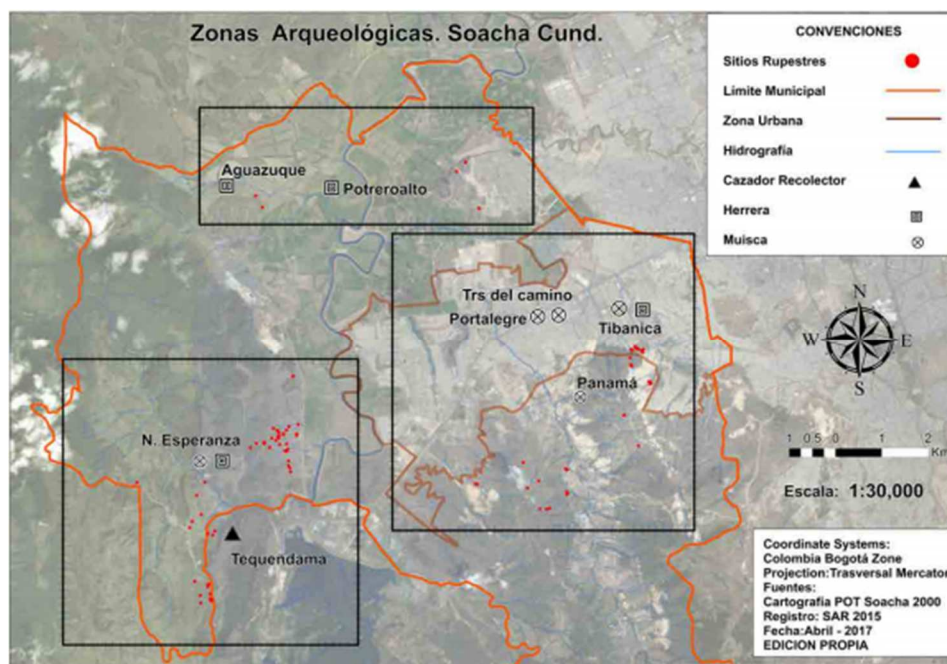 Zonas Arqueológicas. Soacha Cund.
CONVENCIONES
Sitios Rupestres
Limite Municipal
Zona Urbana
Hidrografía
Cazador Recolector
Herrera
Muisca
Aguazuque
Potreroalto
Trs del camino
Portalegre
Tibanica
Panamá
N. Esperanza
Tequendama
N
W E
S
1 0 0.5 0 1 2
Km
Escala: 1:30,000
Coordinate Systems:
Colombia Bogotá Zone
Projection:Trasversal Mercator
Fuentes:
Cartografía POT Soacha 2000
Registro: SAR 2015
Fecha:Abril - 2017
EDICION PROPIA